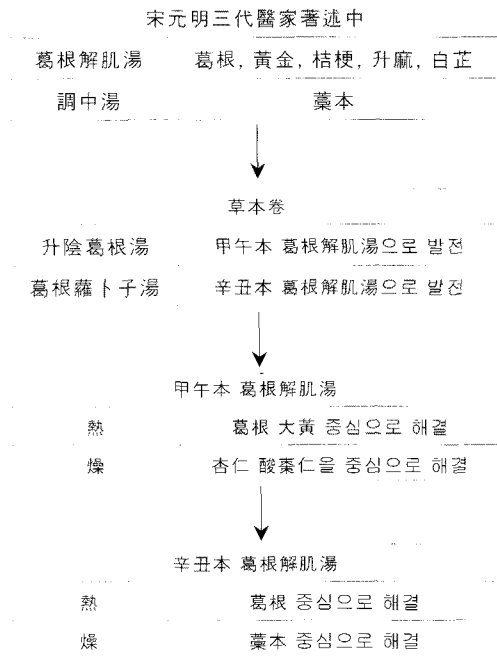 宋元明三代醫家著述中
葛根解肌湯 葛根, 黃金, 桔梗, 升麻, 白芷
調中湯 藁本
草本卷
升陰葛根湯 甲午本 葛根解肌湯으로 발전
葛根蘿卜子湯 辛丑本 葛根解肌湯으로 발전
甲午本 葛根解肌湯
熱 葛根 大黃 중심으로 해결
燥 杏仁 酸棗仁을 중심으로 해결
辛丑本 葛根解肌湯
熱 葛根 중심으로 해결
燥 藁本 중심으로 해결